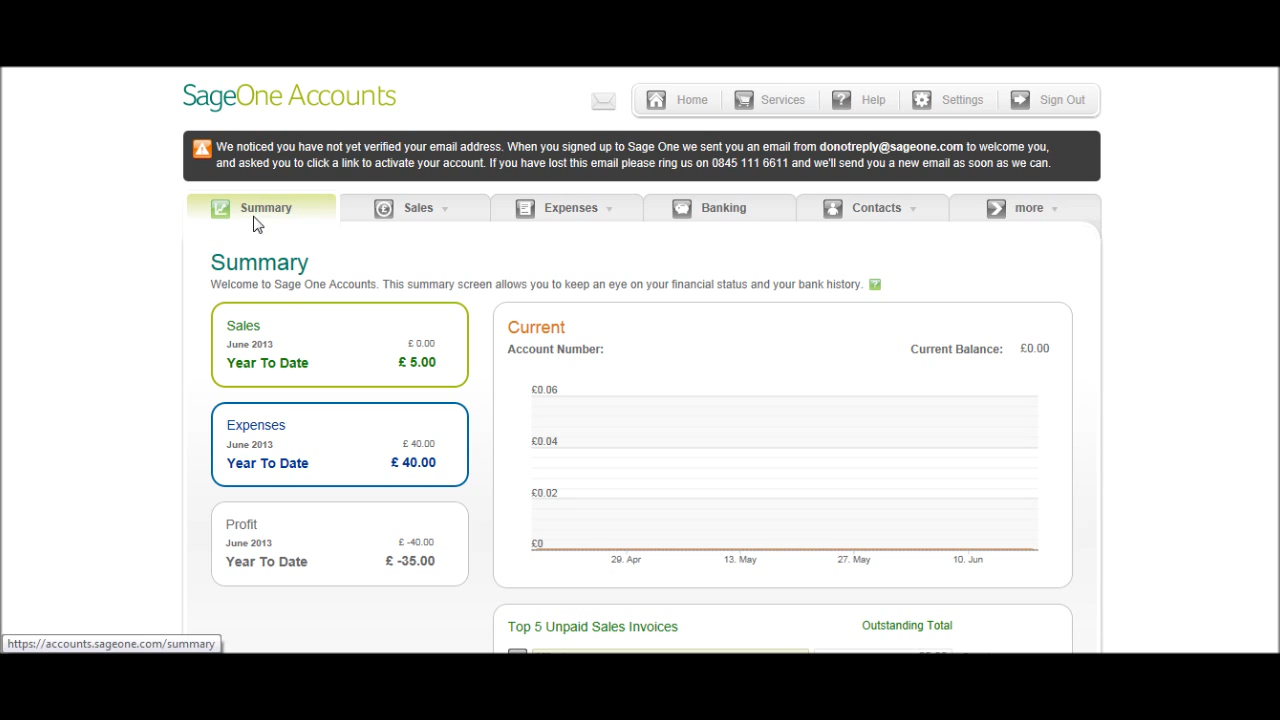 SageOne Accounts
Home Services Help Settings Sign Out
We noticed you have not yet verified your email address. When you signed up to Sage One we sent you an email from donotreply@sageone.com to welcome you,
and asked you to click a link to activate your account. If you have lost this email please ring us on 0845 111 6611 and we'll send you a new email as soon as we can.
Summary Sales Expenses Banking Contacts more
Summary
Welcome to Sage One Accounts. This summary screen allows you to keep an eye on your financial status and your bank history.
Sales
June 2013 £ 0.00
Year To Date £ 5.00
Expenses
June 2013 £ 40.00
Year To Date £ 40.00
Profit
June 2013 £ -40.00
Year To Date £ -35.00
Current
Account Number: Current Balance: £0.00
£0.06
£0.04
£0.02
£0
29. Apr 13. May 27. May 10. Jun
Top 5 Unpaid Sales Invoices Outstanding Total
https://accounts.sageone.com/summary